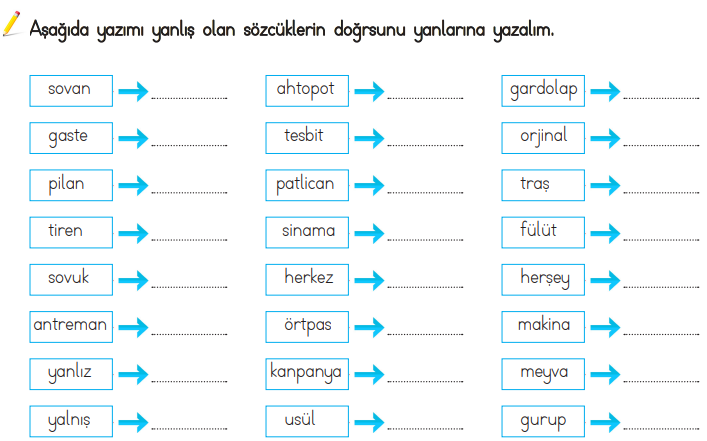 Aşağıda yazımı yanlış olan sözcüklerin doğrsunu yanlarına yazalım.
sovan ahtopot gardolap
gaste tesbit orjinal
pilan patlican traş
tiren sinama fülüt
sovuk herkez herşey
antreman örtpas makina
yanlız kanpanya meyva
yalnış usül gurup